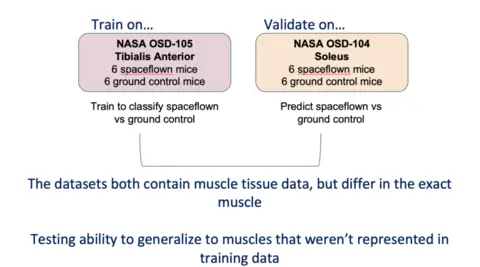 Train on…
Validate on…
NASA OSD-105
Tibialis Anterior
6 spaceflown mice
6 ground control mice
NASA OSD-104
Soleus
6 spaceflown mice
6 ground control mice
Train to classify spaceflown
vs ground control
Predict spaceflown vs
ground control
The datasets both contain muscle tissue data, but differ in the exact
muscle
Testing ability to generalize to muscles that weren't represented in
training data